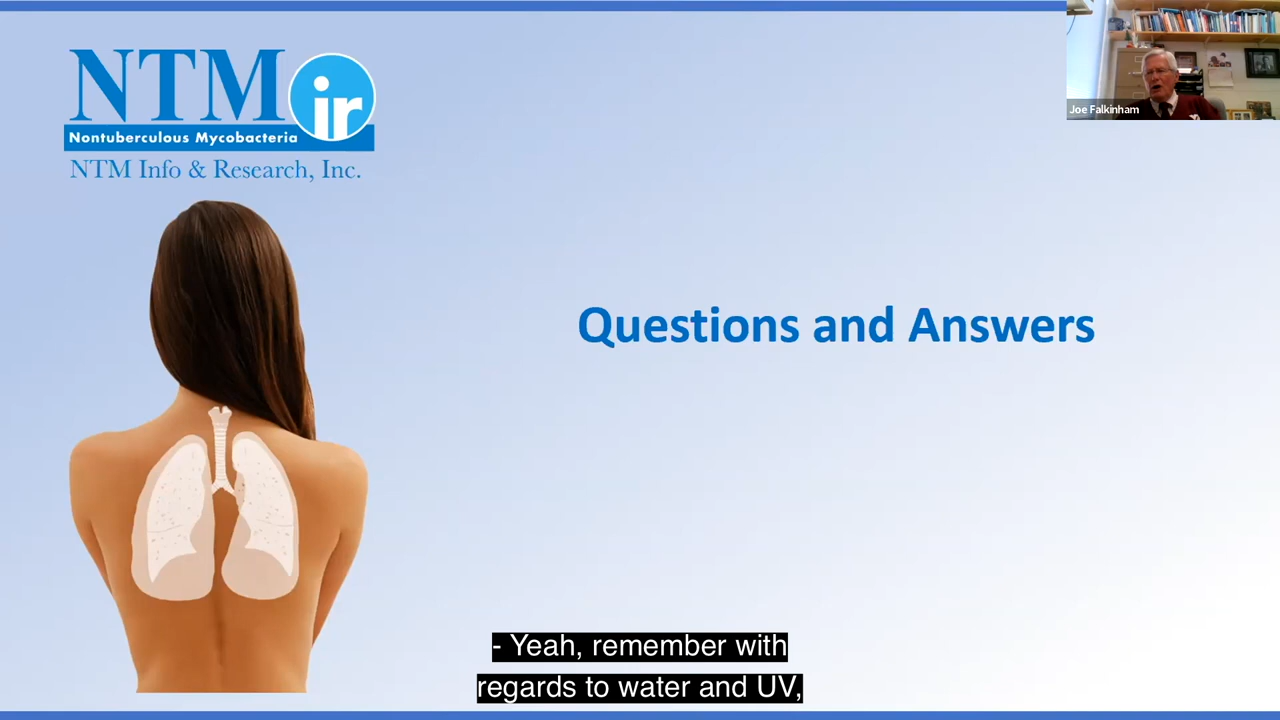 NTM
ir
Nontuberculous Mycobacteria
NTM Info & Research, Inc.
Joe Falkinham
Questions and Answers
- Yeah, remember with
regards to water and UV,